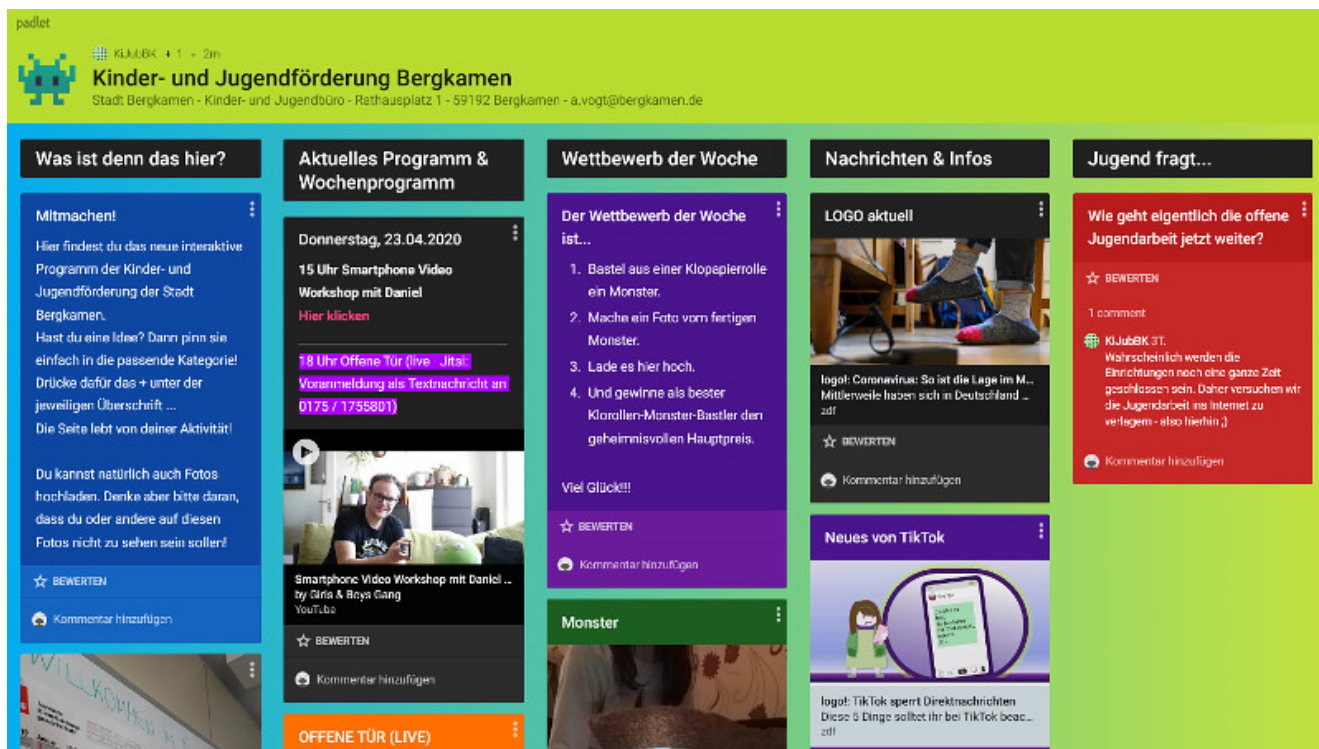 padlet
KiJubBK + 1 • 2m
Kinder- und Jugendförderung Bergkamen
Stadt Bergkamen - Kinder- und Jugendbüro - Rathausplatz 1 - 59192 Bergkamen - a.vogt@bergkamen.de
Was ist denn das hier?
Mitmachen!
Hier findest du das neue interaktive
Programm der Kinder- und
Jugendförderung der Stadt
Bergkamen.
Hast du eine Idee? Dann pinn sie
einfach in die passende Kategorie!
Drücke dafür das + unter der
jeweiligen Überschrift ...
Die Seite lebt von deiner Aktivität!
Du kannst natürlich auch Fotos
hochladen. Denke aber bitte daran,
dass du oder andere auf diesen
Fotos nicht zu sehen sein sollen!
BEWERTEN
Kommentar hinzufügen
WILLKOMMEN
Aktuelles Programm &
Wochenprogramm
Donnerstag, 23.04.2020
15 Uhr Smartphone Video
Workshop mit Daniel
Hier klicken
18 Uhr Offene Tür (live Jitsi:
Voranmeldung als Textnachricht an
0175 / 1755801)
Smartphone Video Workshop mit Daniel ...
by Girls & Boys Gang
YouTube
BEWERTEN
Kommentar hinzufügen
OFFENE TÜR (LIVE)
Wettbewerb der Woche
Der Wettbewerb der Woche
ist...
1. Bastel aus einer Klopapierrolle
ein Monster.
2. Mache ein Foto vom fertigen
Monster.
3. Lade es hier hoch.
4. Und gewinne als bester
Klorollen-Monster-Bastler den
geheimnisvollen Hauptpreis.
Viel Glück!!!
BEWERTEN
Kommentar hinzufügen
Monster
Nachrichten & Infos
LOGO aktuell
logo!: Coronavirus: So ist die Lage im M...
Mittlerweile haben sich in Deutschland ...
zdf
BEWERTEN
Kommentar hinzufügen
Neues von TikTok
logo!: TikTok sperrt Direktnachrichten
Diese 5 Dinge solltet ihr bei TikTok beac...
zdf
Jugend fragt...
Wie geht eigentlich die offene
Jugendarbeit jetzt weiter?
BEWERTEN
1 comment
KiJubBK 3T.
Wahrscheinlich werden die
Einrichtungen noch eine ganze Zeit
geschlossen sein. Daher versuchen wir
die Jugendarbeit ins Internet zu
verlagern - also hierhin ;)
Kommentar hinzufügen